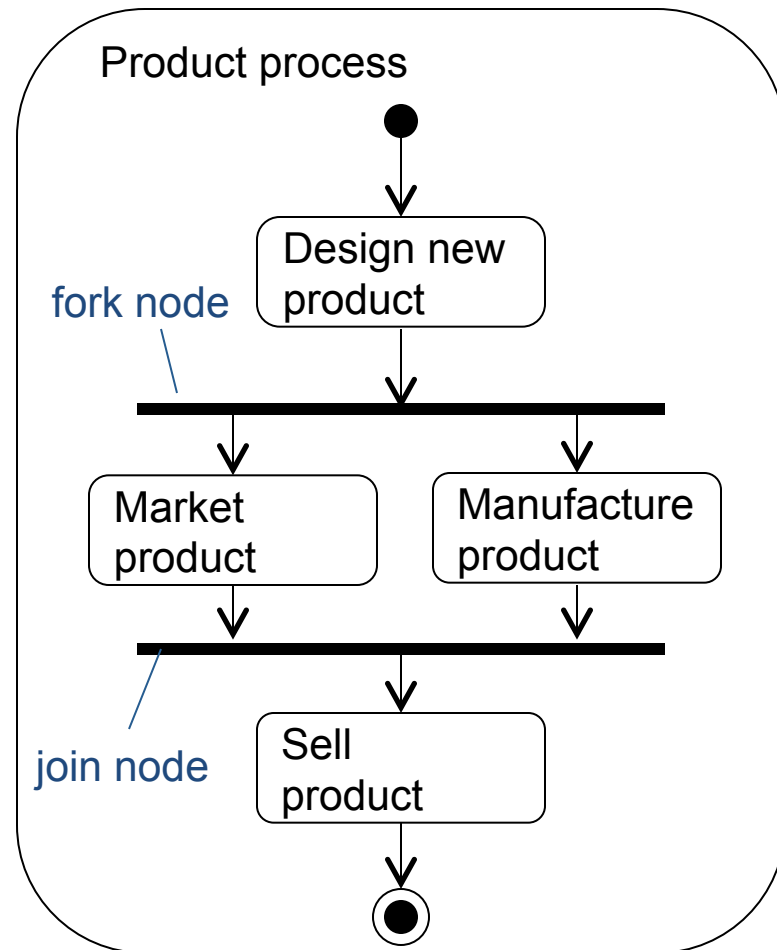 Product process
Design new
product
fork node
Market
product
Manufacture
product
join node
Sell
product